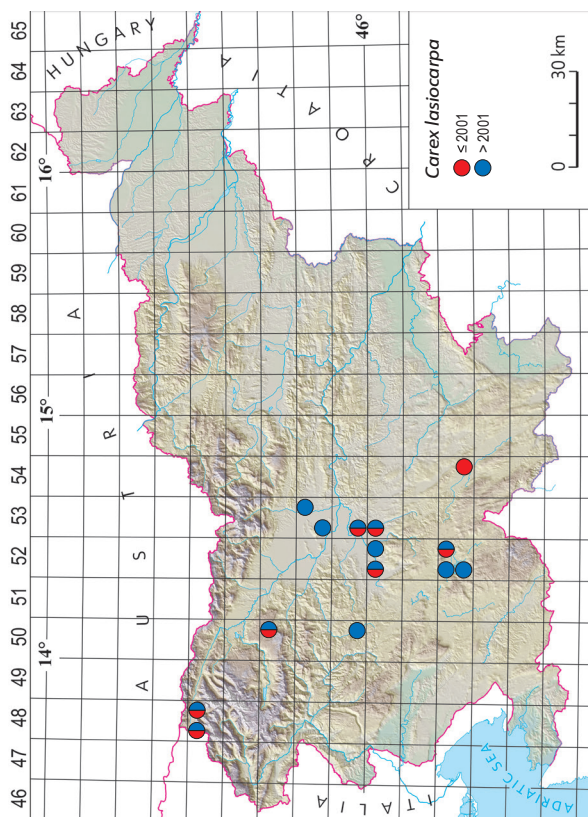 46 47 48 50 51 52 53 54 55 56 57 58 59 60 61 62 63 64 65
14° 15° 16°
AUSTRIA
HUNGARY
CROATIA
46°
ITALIA
ADRIATIC SEA
Carex lasiocarpa
≤ 2001
> 2001
0 30 km